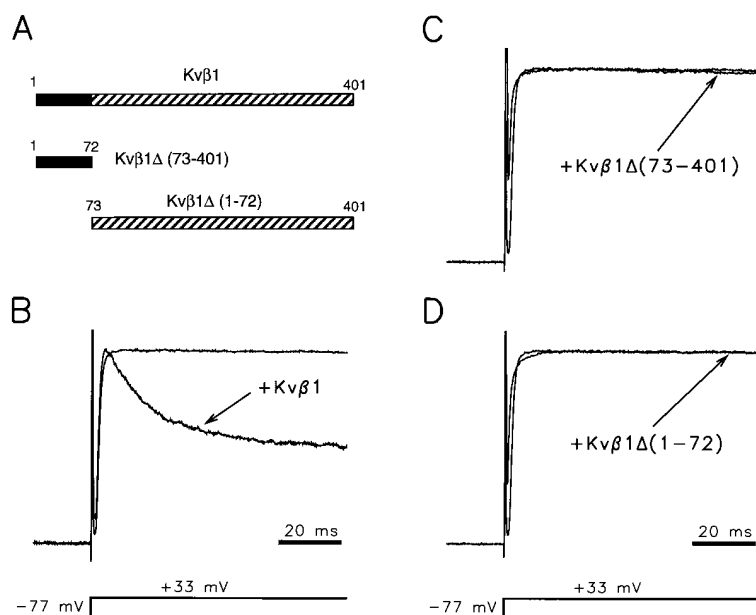 A
1 Kvβ1 401
1 72 Kvβ1Δ (73-401)
73 Kvβ1Δ (1-72) 401
B
+Kvβ1
20 ms
+33 mV
-77 mV
C
+Kvβ1Δ(73-401)
D
+Kvβ1Δ(1-72)
20 ms
+33 mV
-77 mV